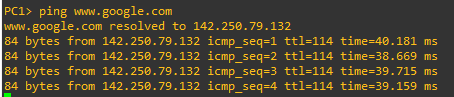 PC1> ping www.google.com
www.google.com resolved to 142.250.79.132
84 bytes from 142.250.79.132 icmp_seq=1 ttl=114 time=40.181 ms
84 bytes from 142.250.79.132 icmp_seq=2 ttl=114 time=38.669 ms
84 bytes from 142.250.79.132 icmp_seq=3 ttl=114 time=39.715 ms
84 bytes from 142.250.79.132 icmp_seq=4 ttl=114 time=39.159 ms